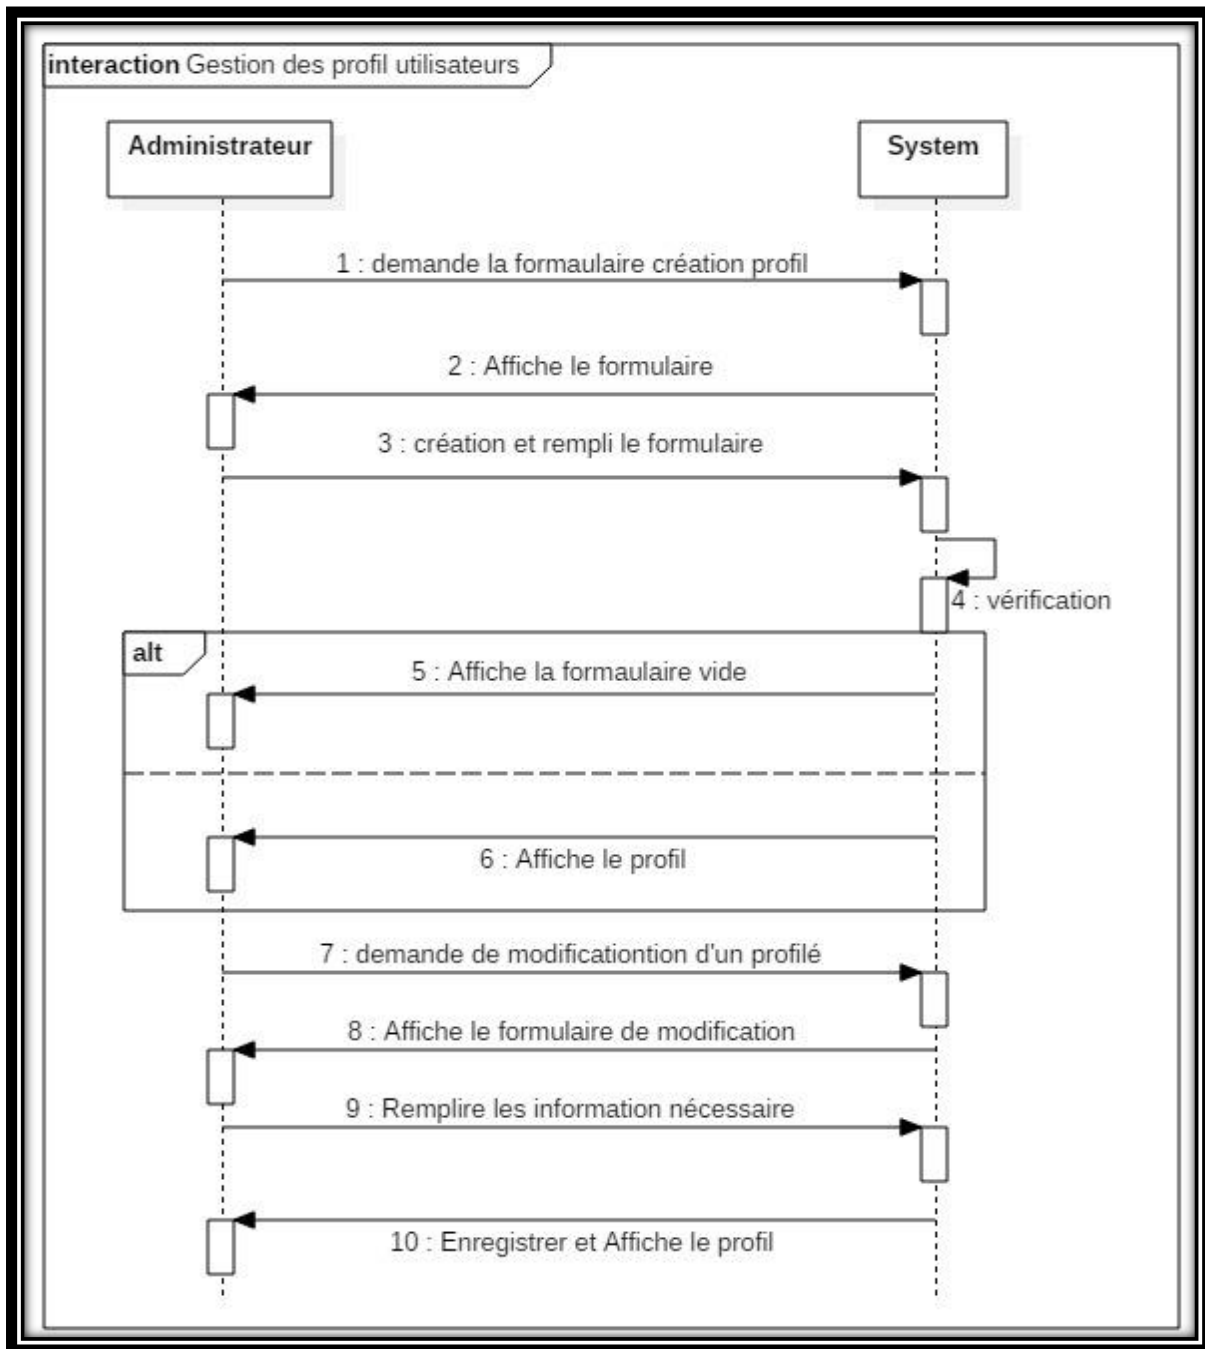 interaction Gestion des profil utilisateurs
Administrateur
System
1 : demande la formaulaire création profil
2 : Affiche le formulaire
3 : création et rempli le formulaire
4 : vérification
alt
5 : Affiche la formaulaire vide
6 : Affiche le profil
7 : demande de modificationtion d'un profilé
8 : Affiche le formulaire de modification
9 : Remplire les information nécessaire
10 : Enregistrer et Affiche le profil